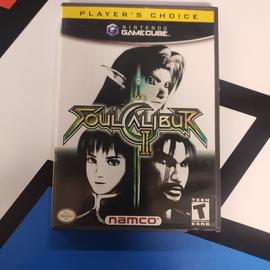 PLAYER'S CHOICE
NINTENDO
GAMECUBE
SOULCALIBUR
II
namco
TEEN
T
ESRB